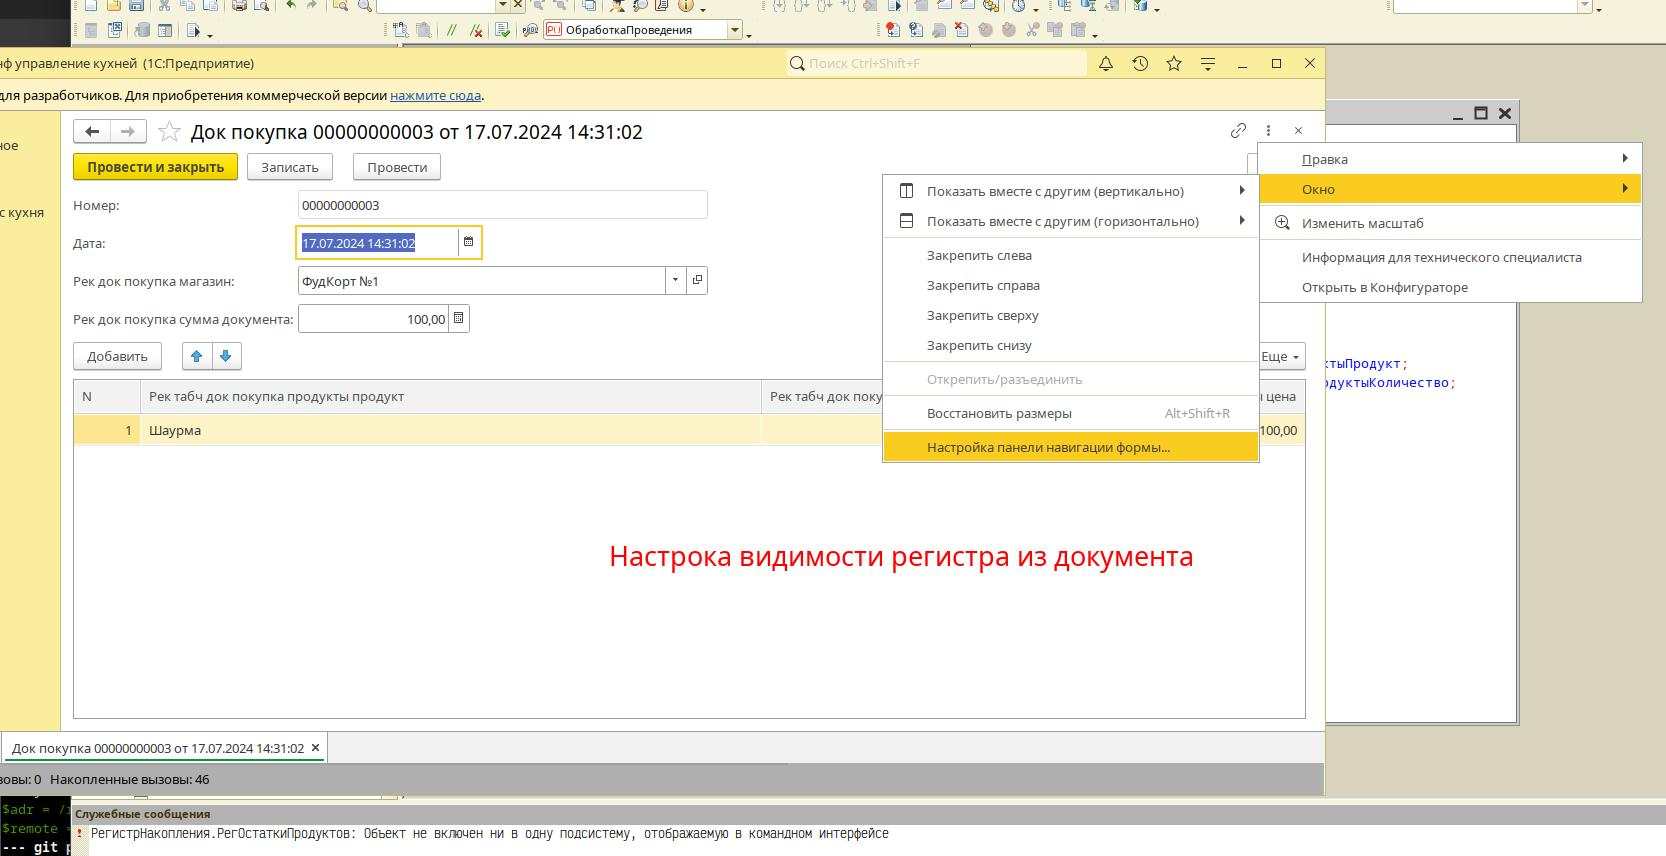 ОбработкаПроведения
нф управление кухней (1С:Предприятие)
Поиск Ctrl+Shift+F
для разработчиков. Для приобретения коммерческой версии нажмите сюда.
ное
с кухня
Док покупка 00000000003 от 17.07.2024 14:31:02
Провести и закрыть
Записать
Провести
Номер:
00000000003
Дата:
17.07.2024 14:31:02
Рек док покупка магазин:
ФудКорт №1
Рек док покупка сумма документа:
100,00
Добавить
Еще
N
Рек табч док покупка продукты продукт
Рек табч док поку
цена
1
Шаурма
100,00
Правка
Окно
Изменить масштаб
Информация для технического специалиста
Открыть в Конфигураторе
Показать вместе с другим (вертикально)
Показать вместе с другим (горизонтально)
Закрепить слева
Закрепить справа
Закрепить сверху
Закрепить снизу
Открепить/разъединить
Восстановить размеры Alt+Shift+R
Настройка панели навигации формы...
ктыПродукт;
одуктыКоличество;
Настрока видимости регистра из документа
Док покупка 00000000003 от 17.07.2024 14:31:02
зовы: 0 Накопленные вызовы: 46
$adr = /
$remote =
--- git p
Служебные сообщения
РегистрНакопления.РегОстаткиПродуктов: Объект не включен ни в одну подсистему, отображаемую в командном интерфейсе